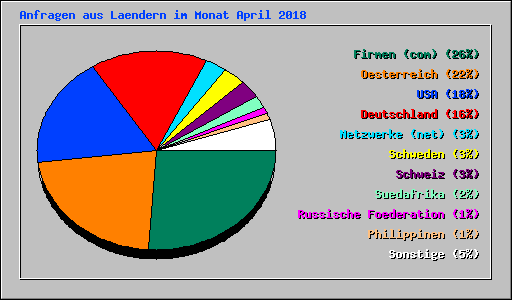 Anfragen aus Laendern im Monat April 2018
Firmen (com) (26%)
Oesterreich (22%)
USA (18%)
Deutschland (16%)
Netzwerke (net) (3%)
Schweden (3%)
Schweiz (3%)
Suedafrika (2%)
Russische Foederation (1%)
Philippinen (1%)
Sonstige (5%)